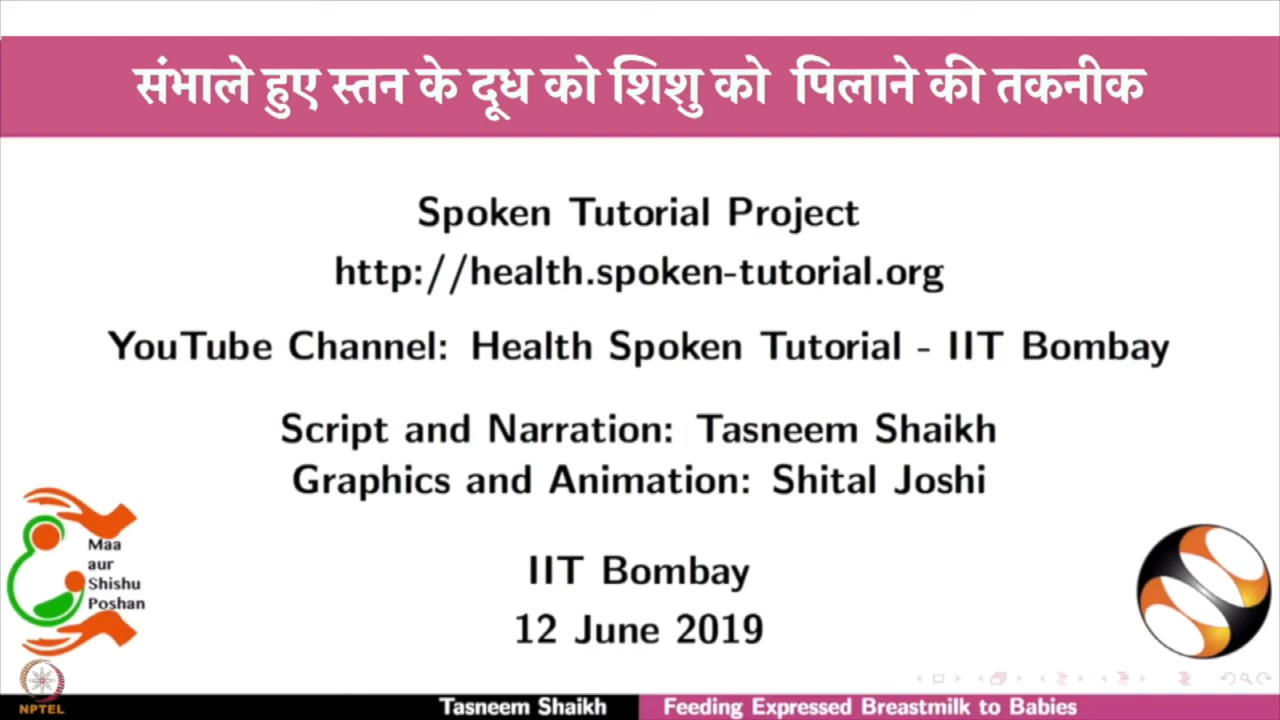 संभाले हुए स्तन के दूध को शिशु को पिलाने की तकनीक
Spoken Tutorial Project
http://health.spoken-tutorial.org
YouTube Channel: Health Spoken Tutorial - IIT Bombay
Script and Narration: Tasneem Shaikh
Graphics and Animation: Shital Joshi
IIT Bombay
12 June 2019
Maa
aur
Shishu
Poshan
NPTEL
Tasneem Shaikh
Feeding Expressed Breastmilk to Babies